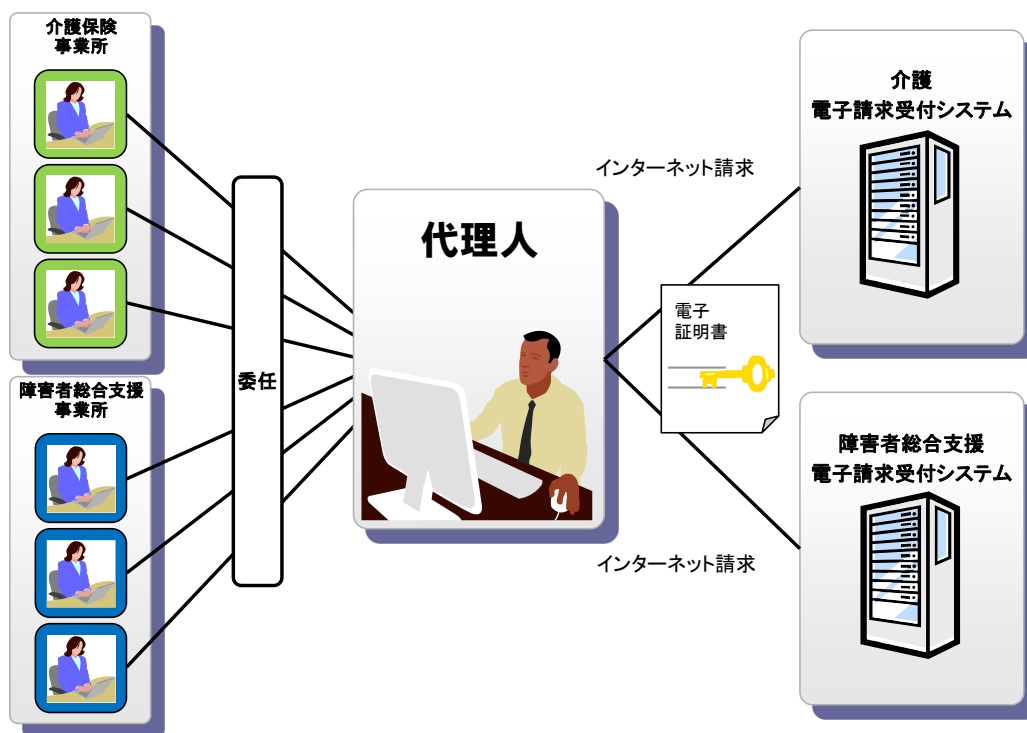 介護保険
事業所
障害者総合支援
事業所
委任
代理人
インターネット請求
電子
証明書
インターネット請求
介護
電子請求受付システム
障害者総合支援
電子請求受付システム